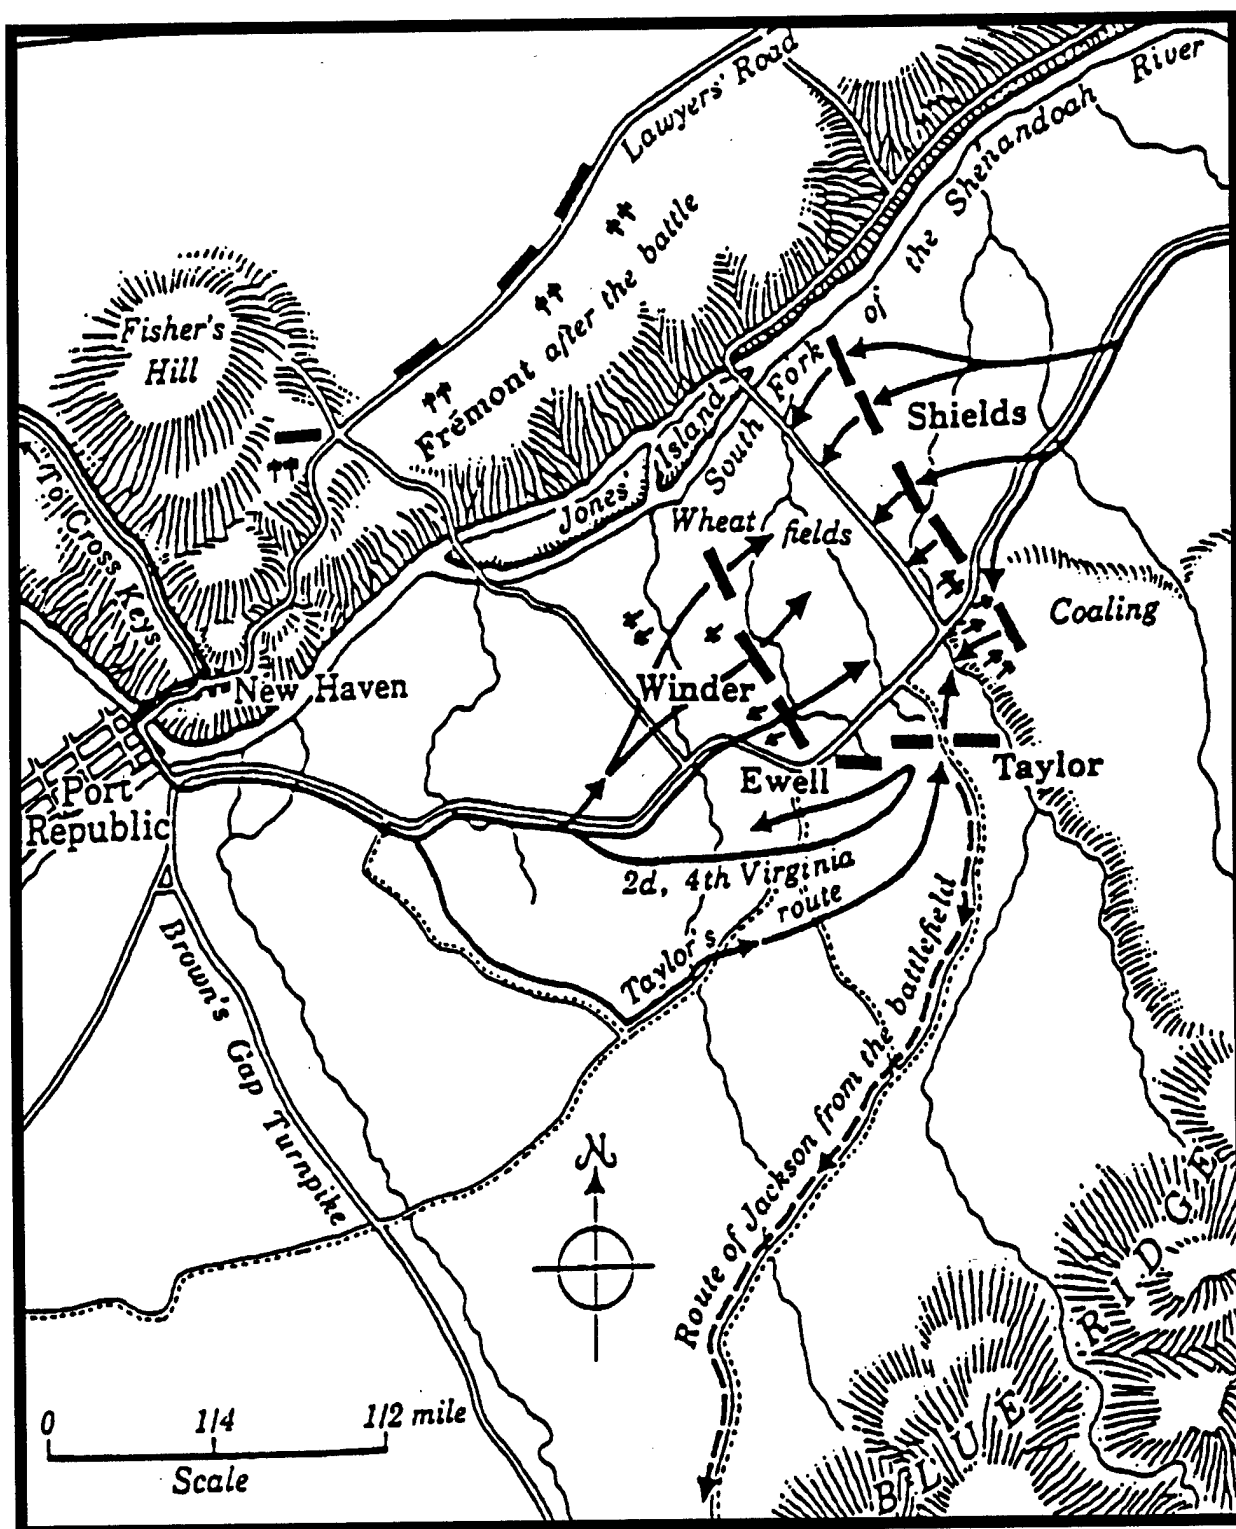 Lawyers' Road
South Fork of the Shenandoah River
Frémont after the battle
Fisher's
Hill
Shields
Jones' Island
"To Cross Keys
Wheat fields
Coaling
New Haven
Winder
Port
Republic
Ewell
Taylor
2d, 4th Virginia
Taylor's route
Brown's Gap Turnpike
Route of Jackson from the battlefield
N
BLUE RIDGE
0 1/4 1/2 mile
Scale